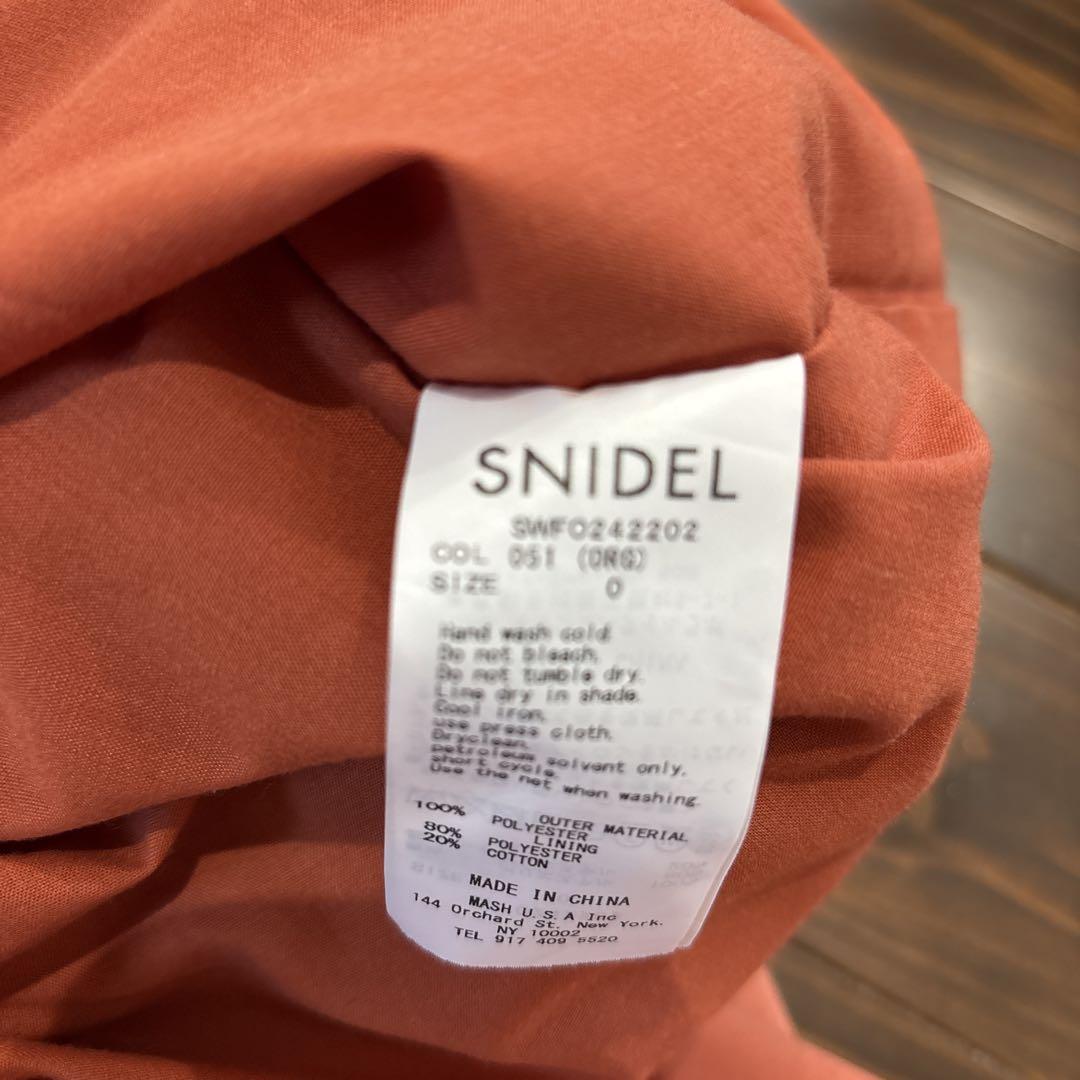 SNIDEL
SWFO242202
COL 051 (ORG)
SIZE 0
Hand wash cold.
Do not bleach.
Do not tumble dry.
Line dry in shade.
Cool iron.
use press cloth.
Dryclean.
petroleum solvent only.
short cycle.
Use the net when washing.
OUTER MATERIAL
100% POLYESTER
LINING
80% POLYESTER
20% COTTON
MADE IN CHINA
MASH U.S.A Inc
144 Orchard St. New York.
NY 10002
TEL 917 409 5520